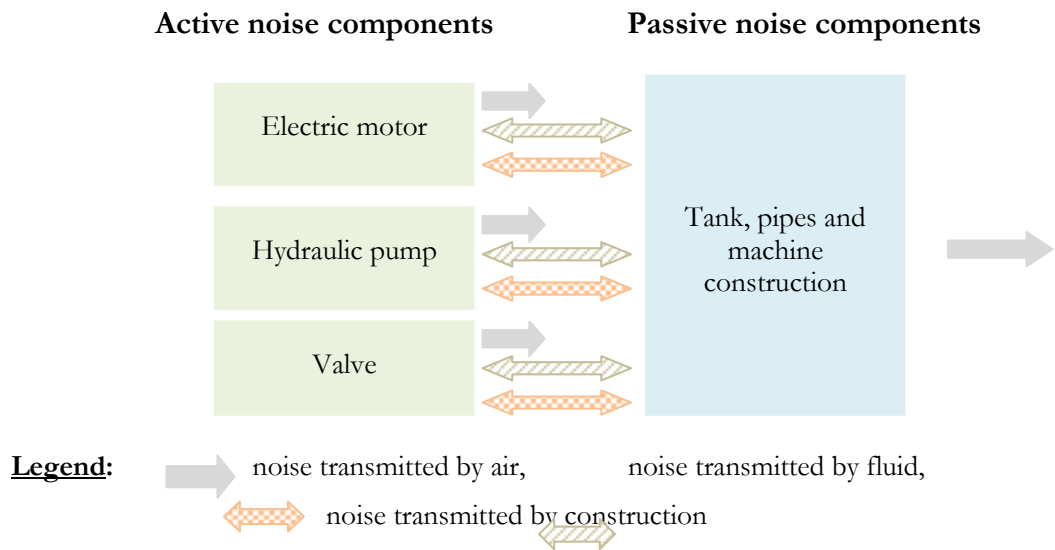 Active noise components
Passive noise components
Electric motor
Hydraulic pump
Valve
Tank, pipes and
machine
construction
Legend:
noise transmitted by air,
noise transmitted by fluid,
noise transmitted by construction